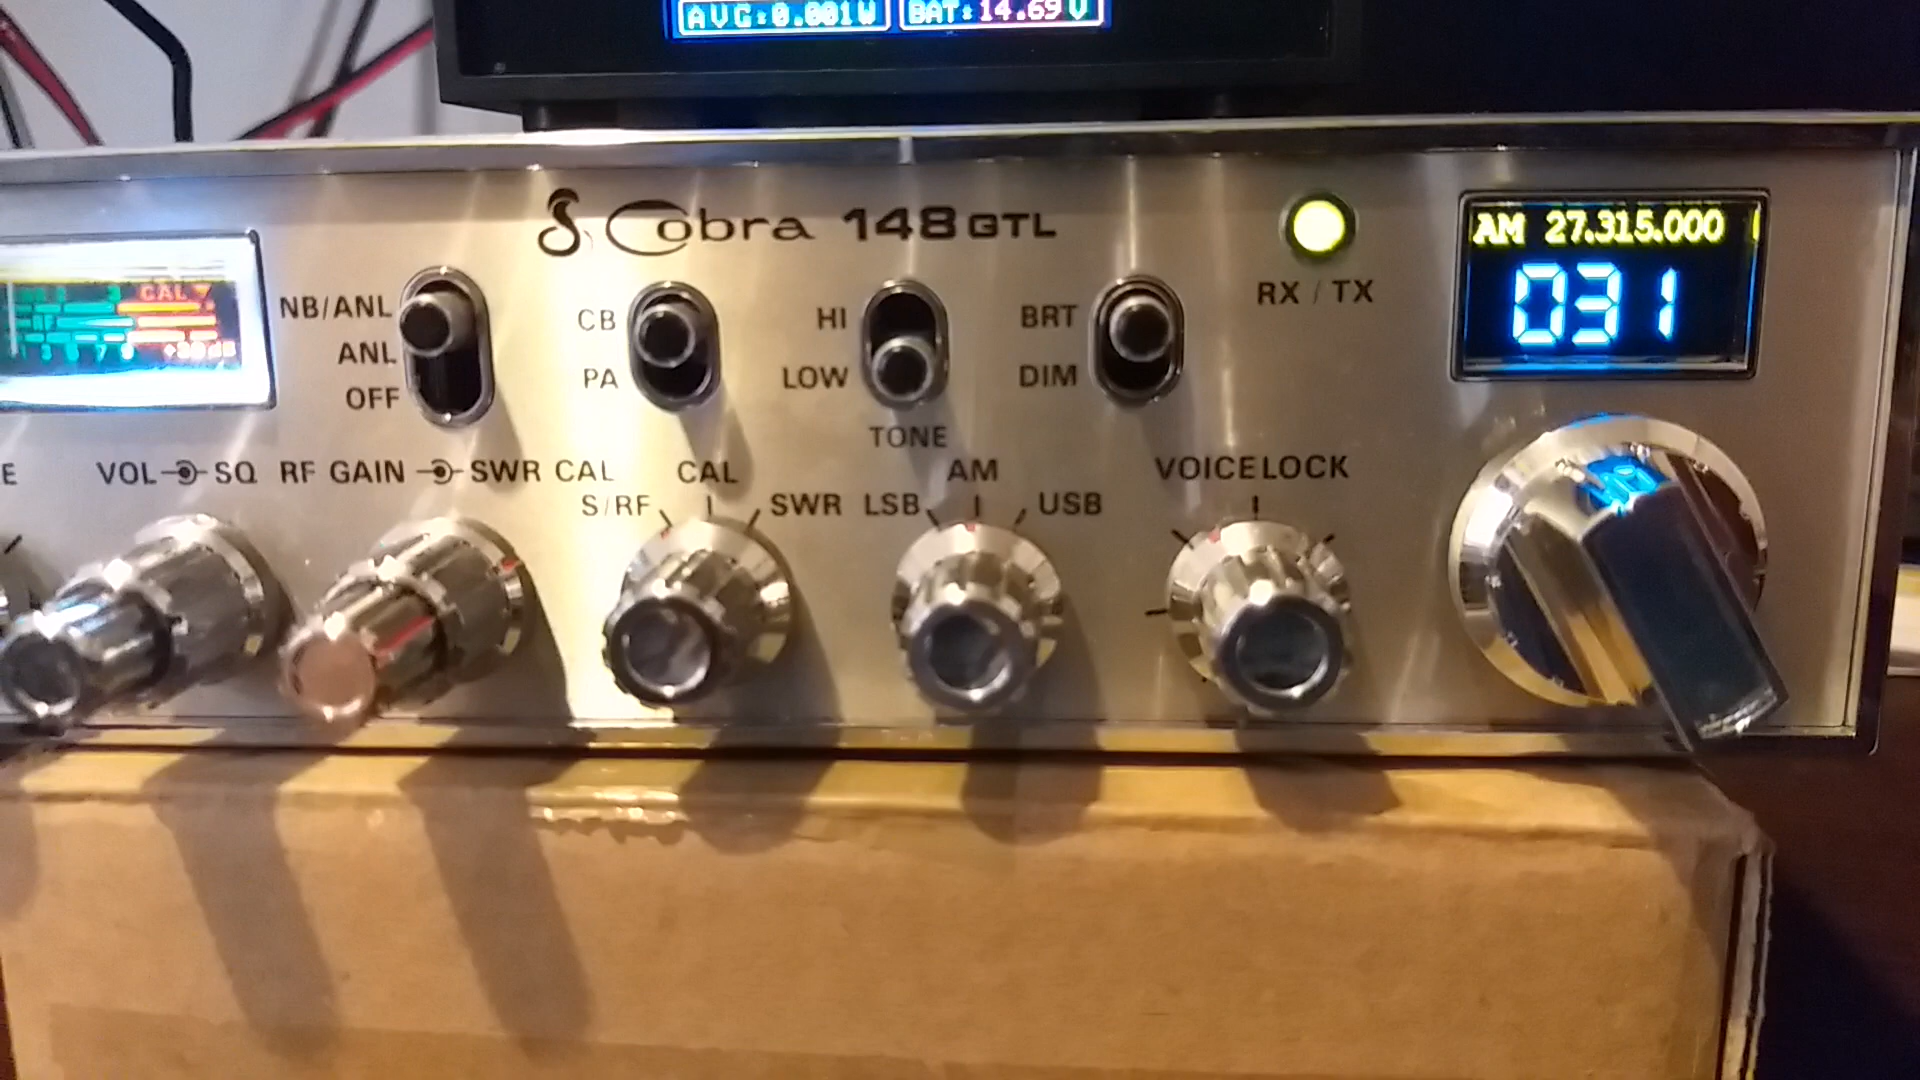 AVG:0.001W BAT:14.69V
Cobra 148 GTL
AM 27.315.000
031
RX / TX
CAL
NB/ANL
ANL
OFF
CB
PA
HI
LOW
TONE
BRT
DIM
E
VOL SQ
RF GAIN SWR CAL
CAL
S/RF SWR
AM
LSB USB
VOICE LOCK